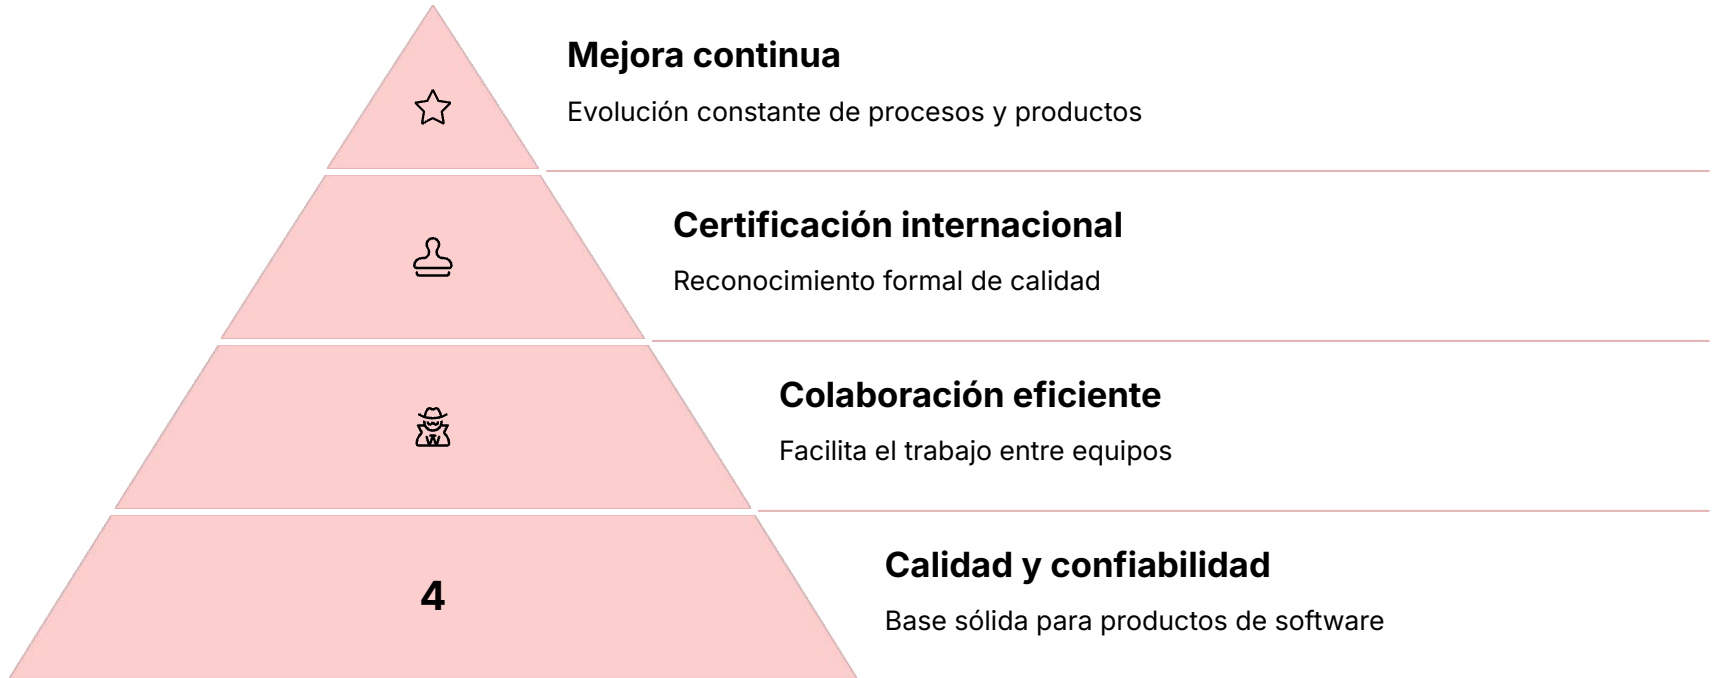 Mejora continua
Evolución constante de procesos y productos
Certificación internacional
Reconocimiento formal de calidad
Colaboración eficiente
Facilita el trabajo entre equipos
4
Calidad y confiabilidad
Base sólida para productos de software